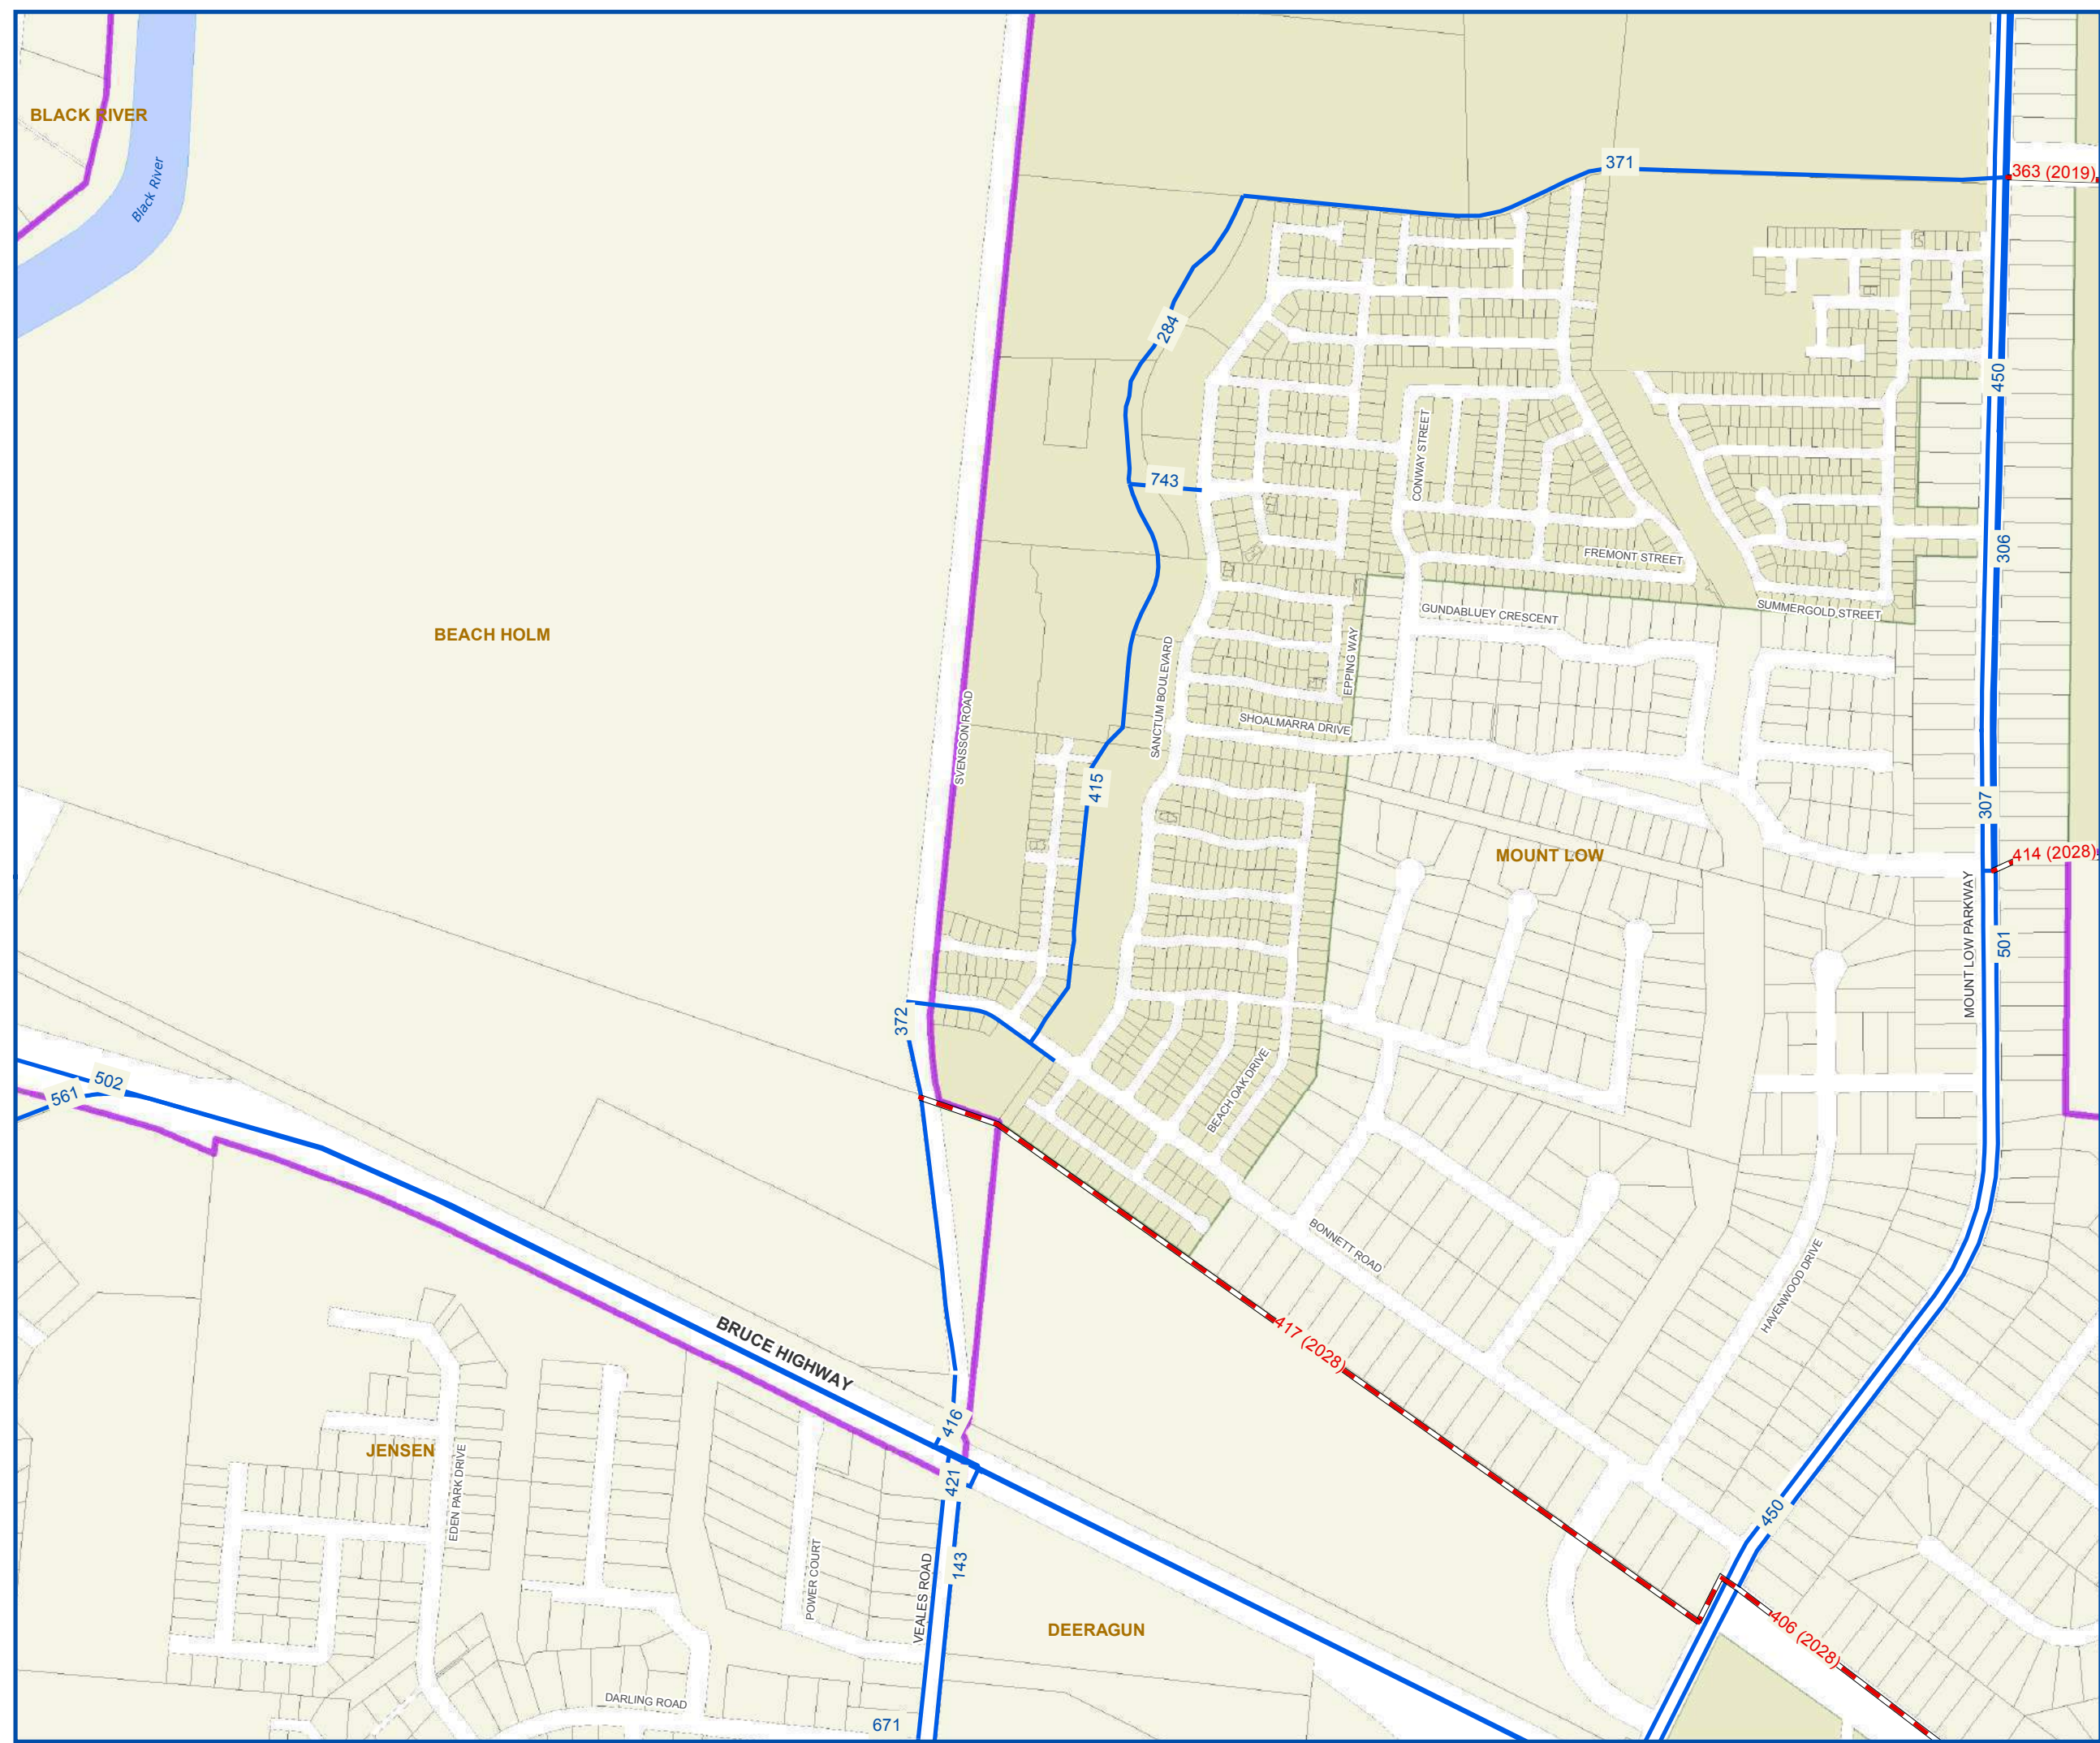 BLACK RIVER
Black River
371
363 (2019)
284
450
743
CONWAY STREET
306
FREMONT STREET
GUNDABLUEY CRESCENT
SUMMERGOLD STREET
BEACH HOLM
EPPING WAY
SANCTUM BOULEVARD
SVENSSON ROAD
SHOALMARRA DRIVE
415
307
MOUNT LOW
414 (2028)
MOUNT LOW PARKWAY
501
372
502
561
BEACH OAK DRIVE
BONNETT ROAD
HAVENWOOD DRIVE
BRUCE HIGHWAY
417 (2028)
416
JENSEN
EDEN PARK DRIVE
421
450
143
POWER COURT
VEALES ROAD
DEERAGUN
406 (2028)
DARLING ROAD
671